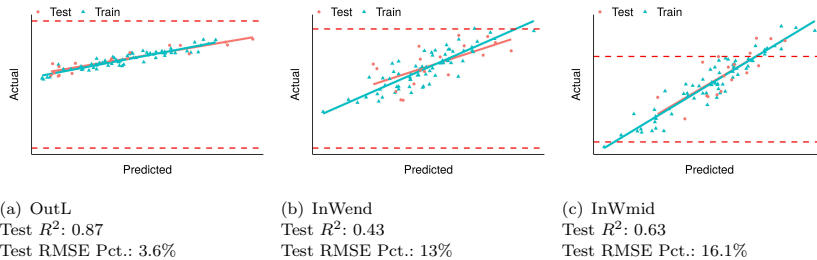 Test Train
Test Train
Test Train
Actual
Actual
Actual
Predicted
Predicted
Predicted
(a) OutL
Test R²: 0.87
Test RMSE Pct.: 3.6%
(b) InWend
Test R²: 0.43
Test RMSE Pct.: 13%
(c) InWmid
Test R²: 0.63
Test RMSE Pct.: 16.1%